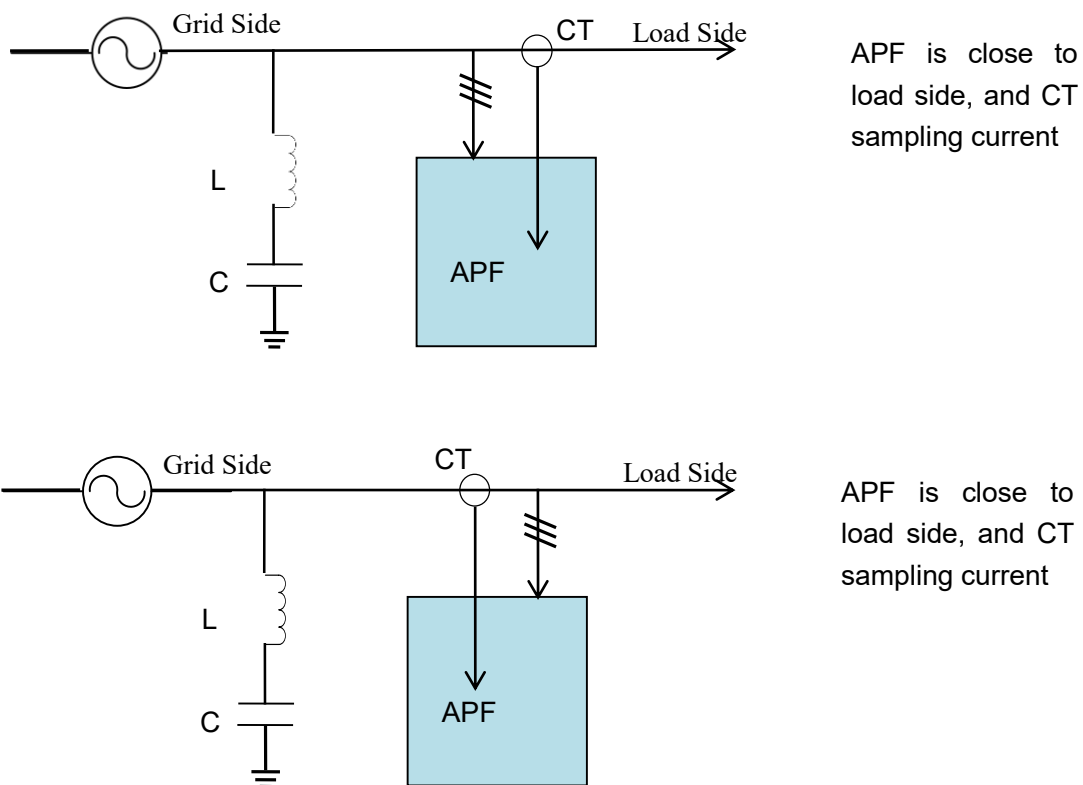 Grid Side
CT
Load Side
APF is close to
load side, and CT
sampling current
L
C
APF
Grid Side
CT
Load Side
APF is close to
load side, and CT
sampling current
L
C
APF